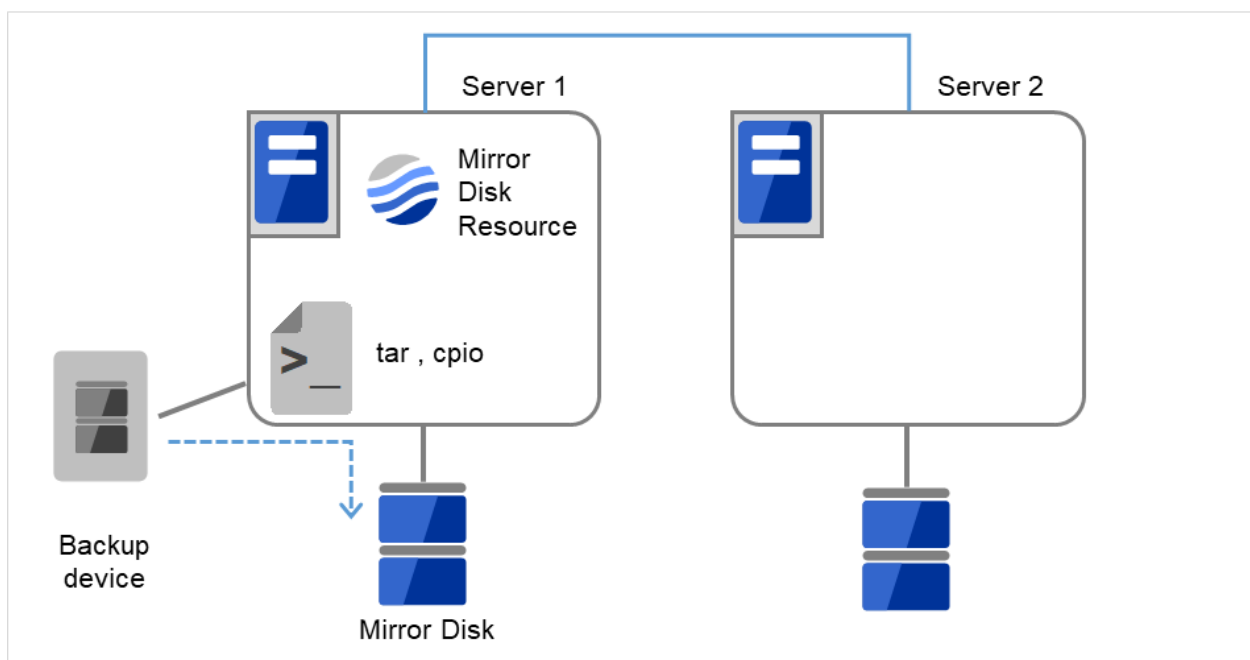 Server 1
Server 2
Mirror
Disk
Resource
>_
tar , cpio
Backup
device
Mirror Disk